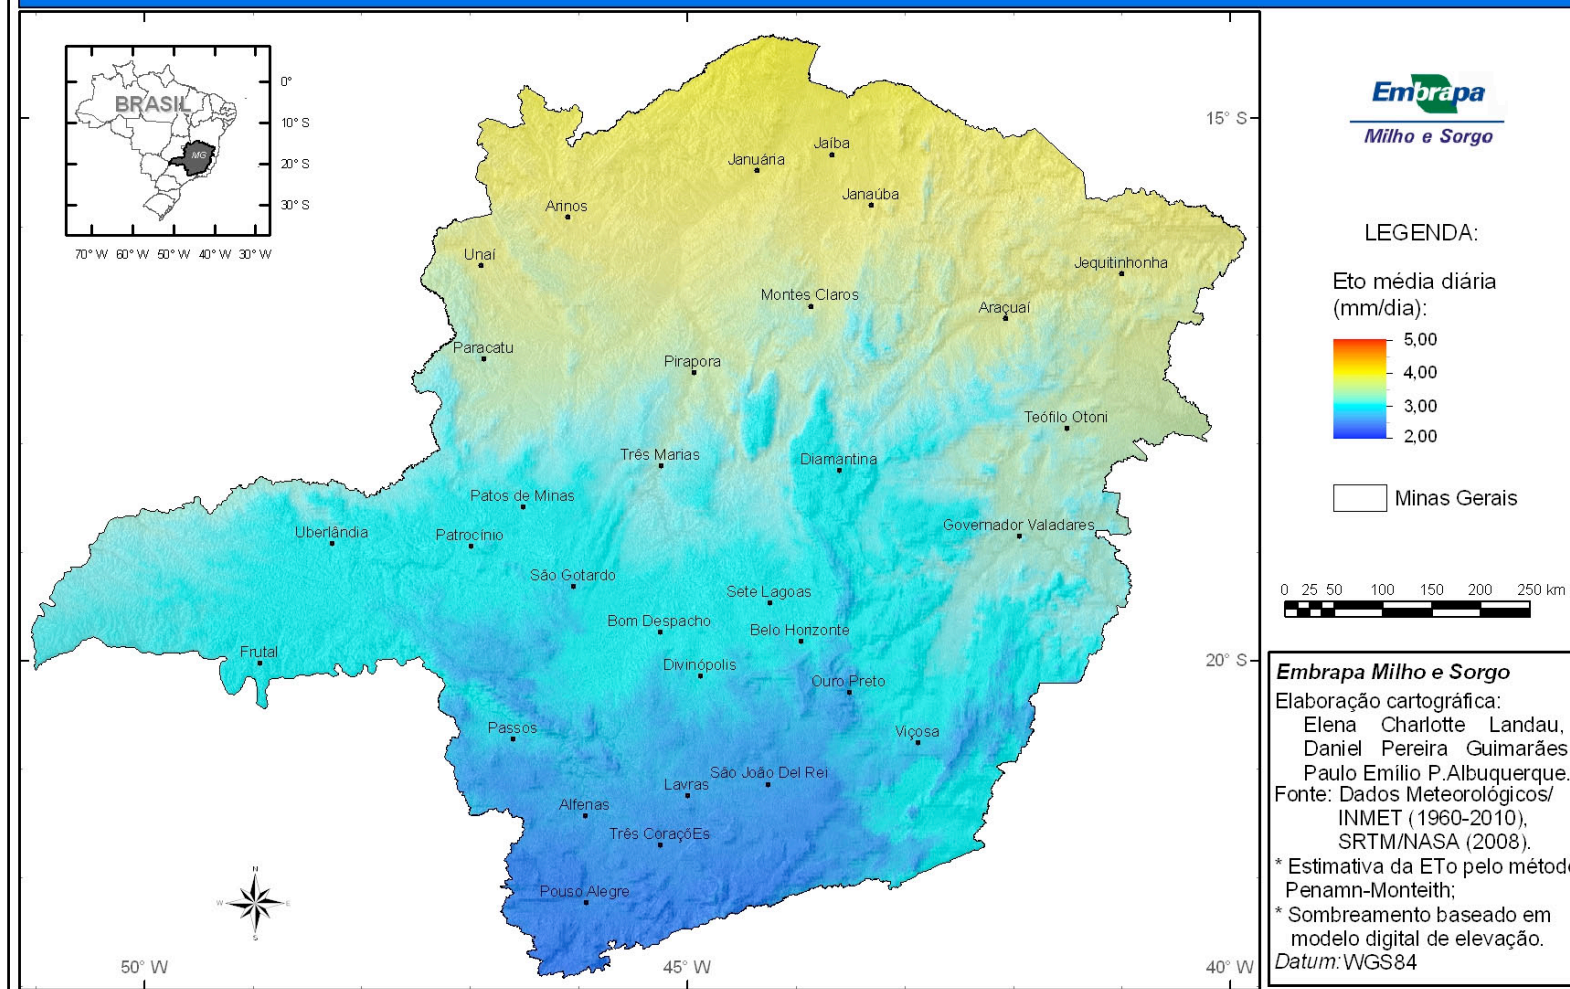 BRASIL
MG
0°
10° S
20° S
30° S
70° W 60° W 50° W 40° W 30° W
Jaíba
Januária
Janaúba
Arinos
Unaí
Jequitinhonha
Montes Claros
Araçuaí
Paracatu
Pirapora
Teófilo Otoni
Três Marias
Diamantina
Patos de Minas
Uberlândia
Patrocínio
Governador Valadares
São Gotardo
Sete Lagoas
Bom Despacho
Belo Horizonte
Frutal
Divinópolis
Ouro Preto
Passos
Viçosa
São João Del Rei
Lavras
Alfenas
Três CoraçõEs
Pouso Alegre
N
W E
S
50° W 45° W 40° W
15° S
20° S
Embrapa
Milho e Sorgo
LEGENDA:
Eto média diária
(mm/dia):
5,00
4,00
3,00
2,00
Minas Gerais
0 25 50 100 150 200 250 km
Embrapa Milho e Sorgo
Elaboração cartográfica:
Elena Charlotte Landau,
Daniel Pereira Guimarães
Paulo Emílio P.Albuquerque.
Fonte: Dados Meteorológicos/
INMET (1960-2010),
SRTM/NASA (2008).
* Estimativa da ETo pelo método
Penamn-Monteith;
* Sombreamento baseado em
modelo digital de elevação.
Datum:WGS84